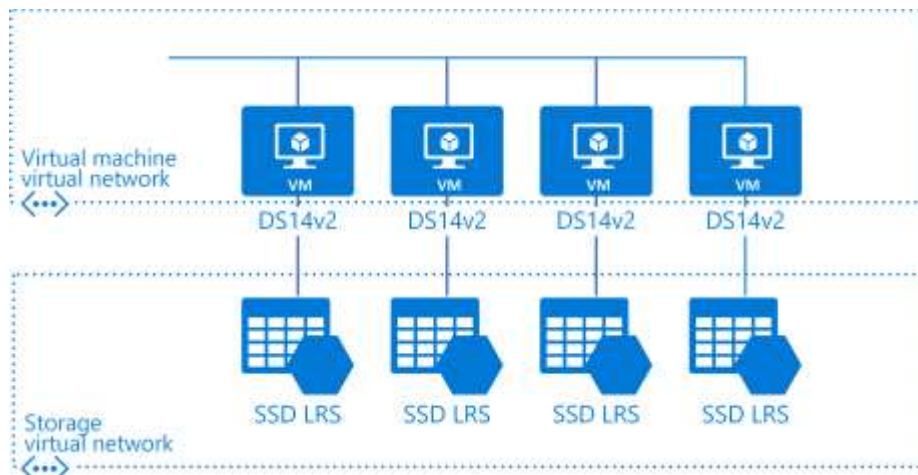 VM VM VM VM
Virtual machine
virtual network
DS14v2 DS14v2 DS14v2 DS14v2
SSD LRS SSD LRS SSD LRS SSD LRS
Storage
virtual network